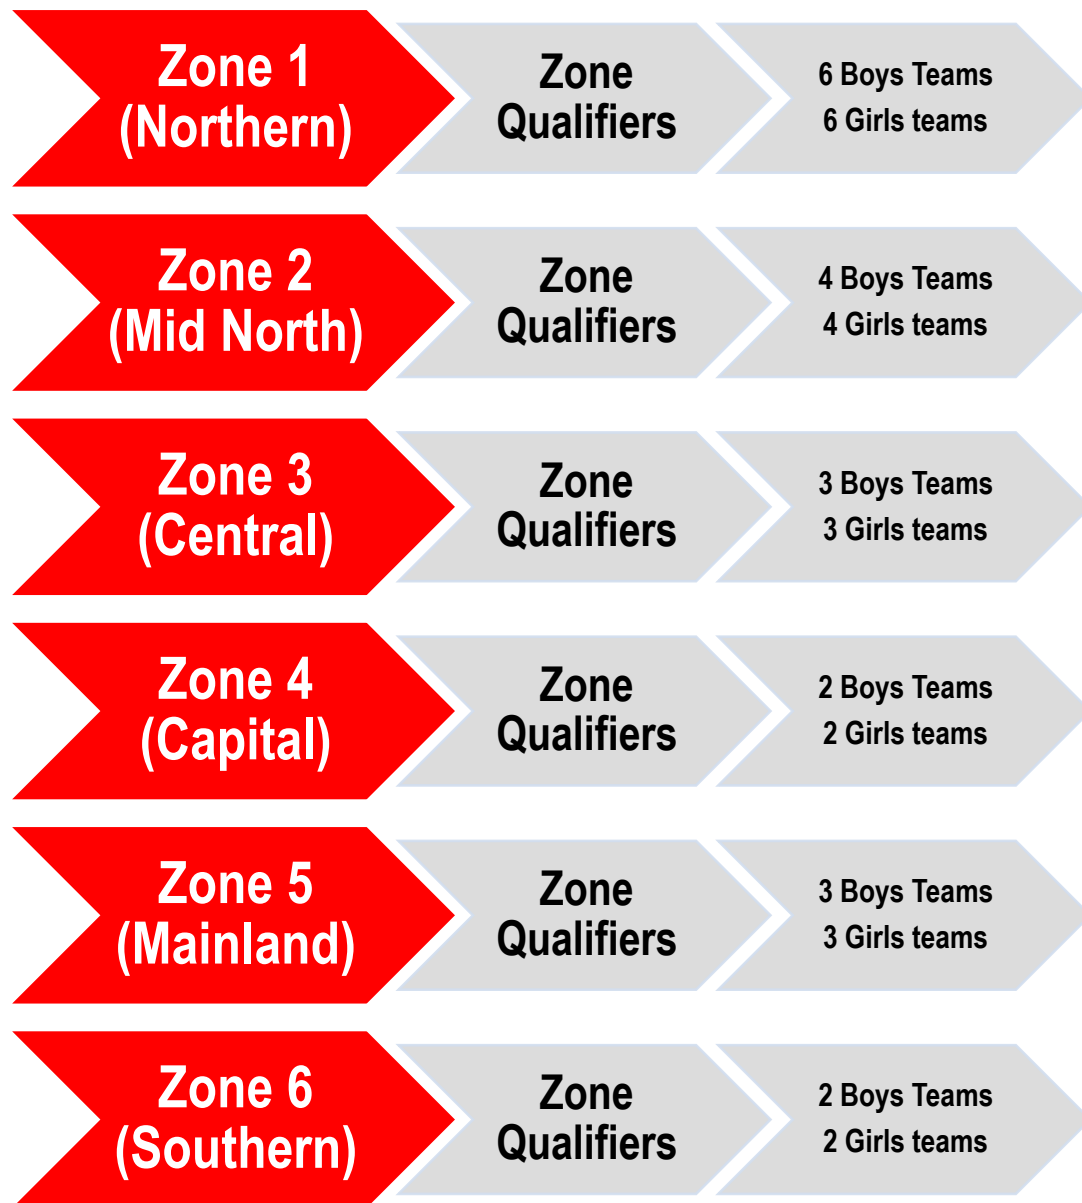 Zone 1
(Northern)
Zone
Qualifiers
6 Boys Teams
6 Girls teams
Zone 2
(Mid North)
Zone
Qualifiers
4 Boys Teams
4 Girls teams
Zone 3
(Central)
Zone
Qualifiers
3 Boys Teams
3 Girls teams
Zone 4
(Capital)
Zone
Qualifiers
2 Boys Teams
2 Girls teams
Zone 5
(Mainland)
Zone
Qualifiers
3 Boys Teams
3 Girls teams
Zone 6
(Southern)
Zone
Qualifiers
2 Boys Teams
2 Girls teams